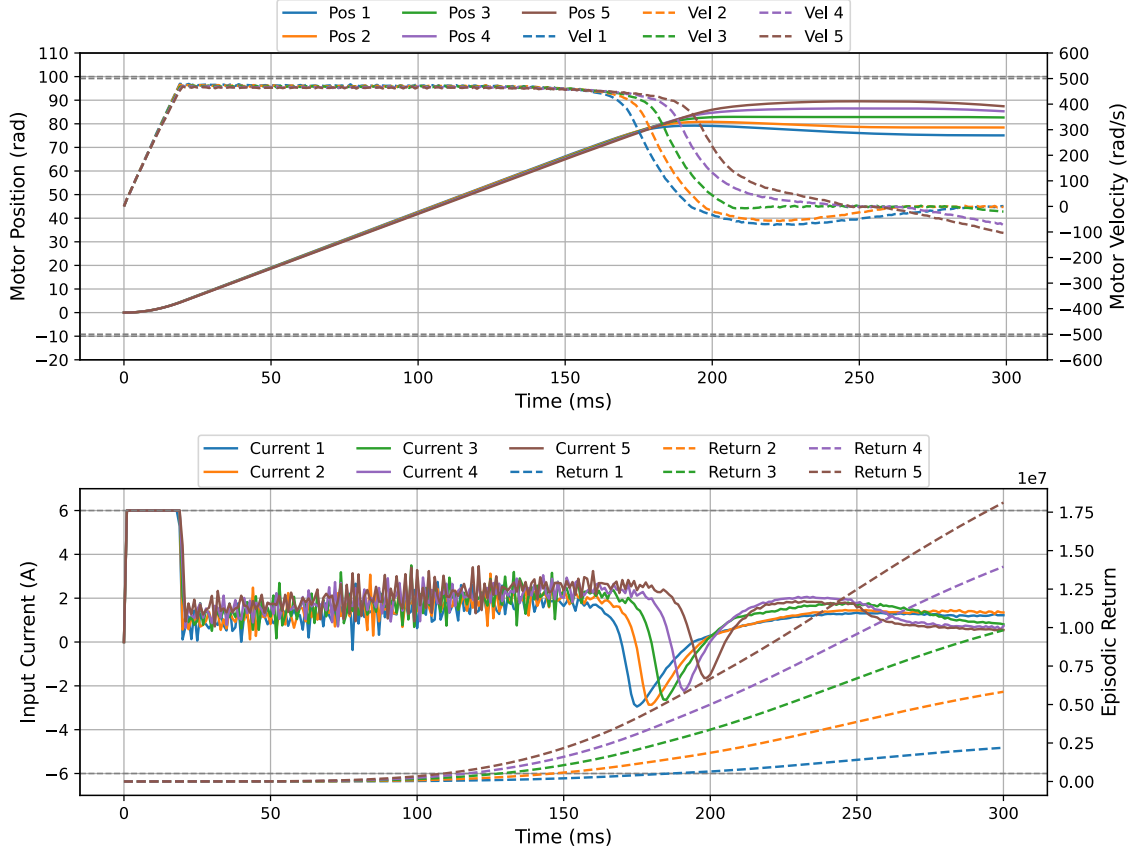 Pos 1 Pos 3 Pos 5 Vel 2 Vel 4
Pos 2 Pos 4 Vel 1 Vel 3 Vel 5
110 600
100 500
90 400
80 300
70 200
60 100
50 0
40 −100
30 −200
20 −300
10 −400
0 −500
−10 −600
−20
Motor Position (rad)
Motor Velocity (rad/s)
0 50 100 150 200 250 300
Time (ms)
Current 1 Current 3 Current 5 Return 2 Return 4
Current 2 Current 4 Return 1 Return 3 Return 5
1e7
6 1.75
4 1.50
2 1.25
0 1.00
−2 0.75
−4 0.50
−6 0.25
0.00
Input Current (A)
Episodic Return
0 50 100 150 200 250 300
Time (ms)